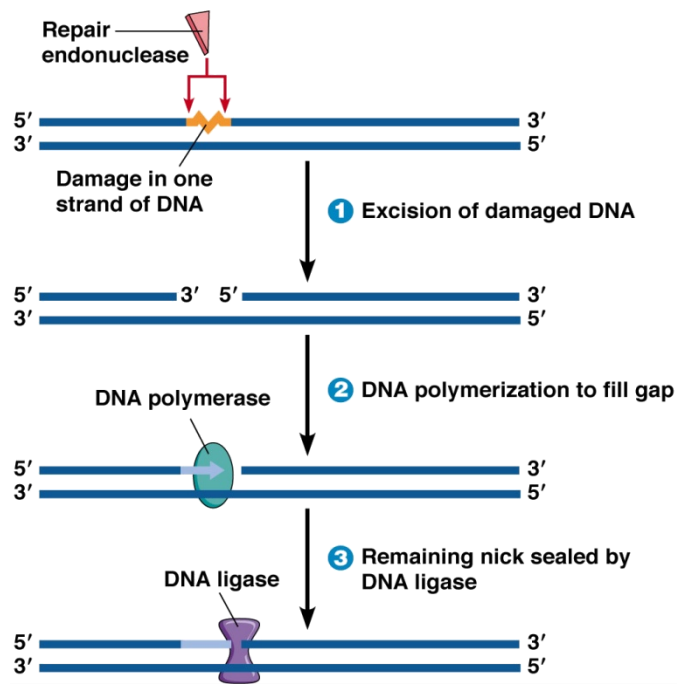 Repair
endonuclease
5′ 3′
3′ 5′
Damage in one
strand of DNA
1 Excision of damaged DNA
5′ 3′ 5′ 3′
3′ 5′
2 DNA polymerization to fill gap
DNA polymerase
5′ 3′
3′ 5′
3 Remaining nick sealed by
DNA ligase
DNA ligase
5′ 3′
3′ 5′